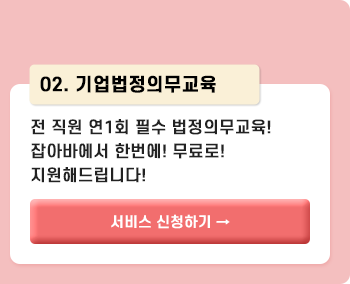 02. 기업법정의무교육
전 직원 연1회 필수 법정의무교육!
잡아바에서 한번에! 무료로!
지원해드립니다!
서비스 신청하기 →